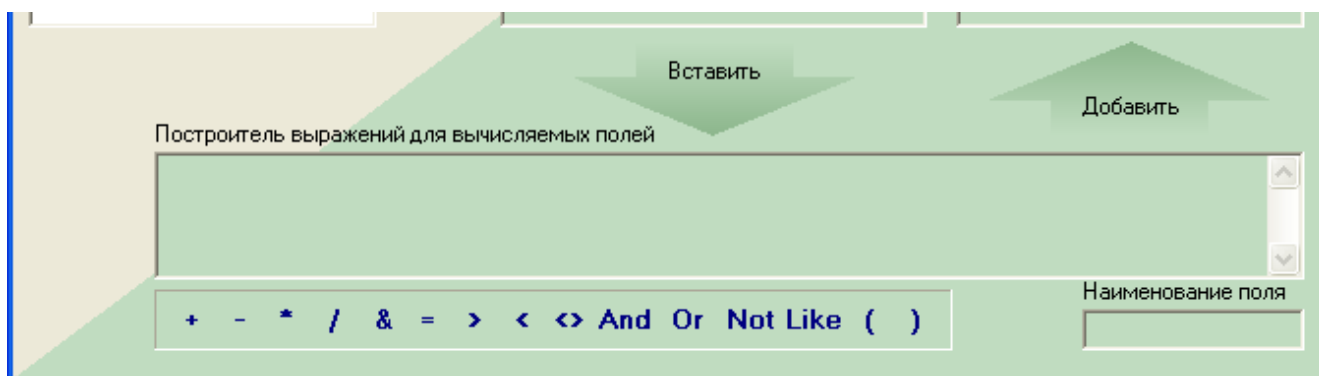 Вставить
Добавить
Построитель выражений для вычисляемых полей
Наименование поля
+ - * / & = > < <> And Or Not Like ( )